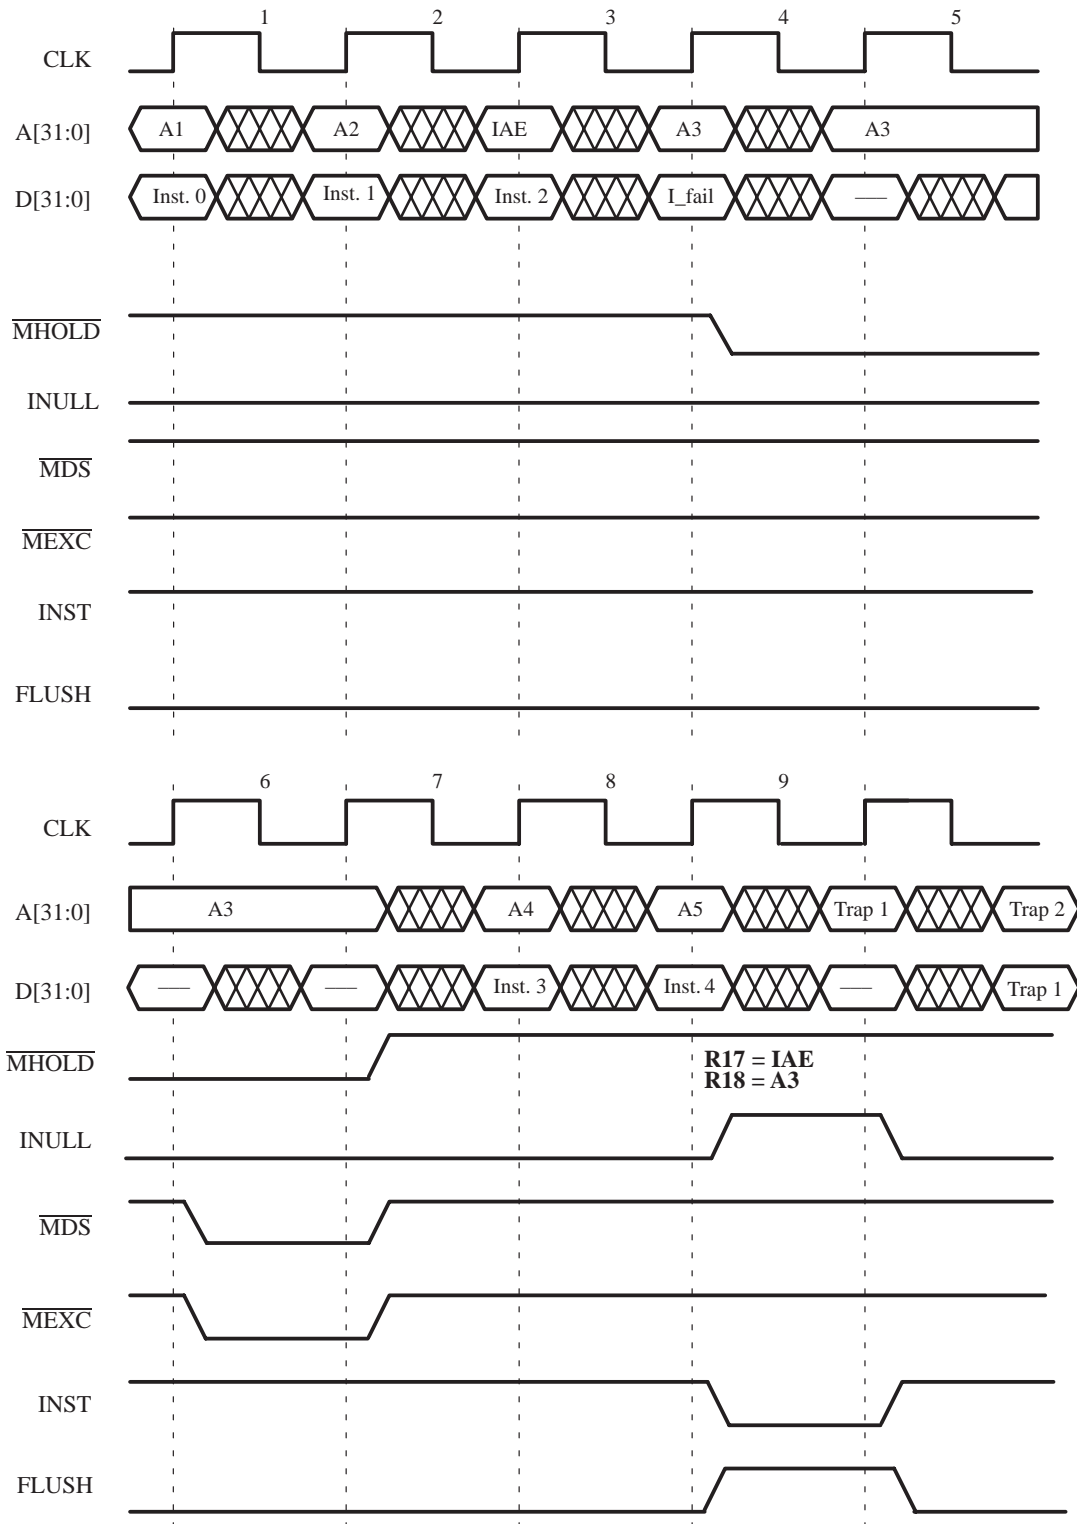 1 2 3 4 5
CLK
A[31:0] A1 A2 IAE A3 A3
D[31:0] Inst. 0 Inst. 1 Inst. 2 I_fail —
MHOLD
INULL
MDS
MEXC
INST
FLUSH
6 7 8 9
CLK
A[31:0] A3 A4 A5 Trap 1 Trap 2
D[31:0] — — Inst. 3 Inst. 4 — Trap 1
MHOLD
R17 = IAE
R18 = A3
INULL
MDS
MEXC
INST
FLUSH